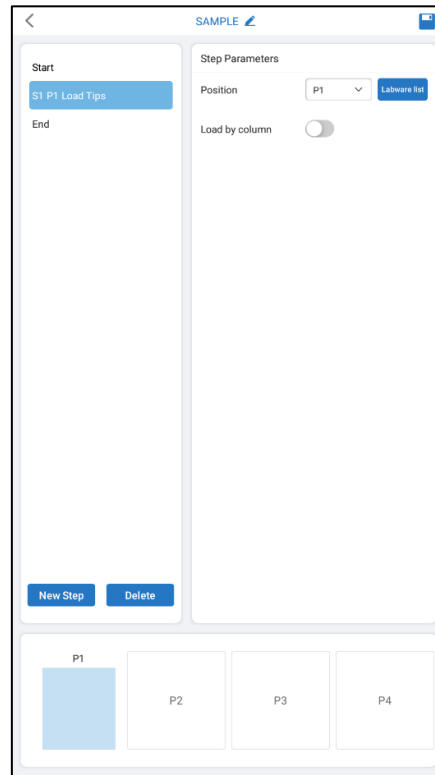 SAMPLE
Start
S1 P1 Load Tips
End
New Step Delete
Step Parameters
Position P1 Labware list
Load by column
P1
P2 P3 P4